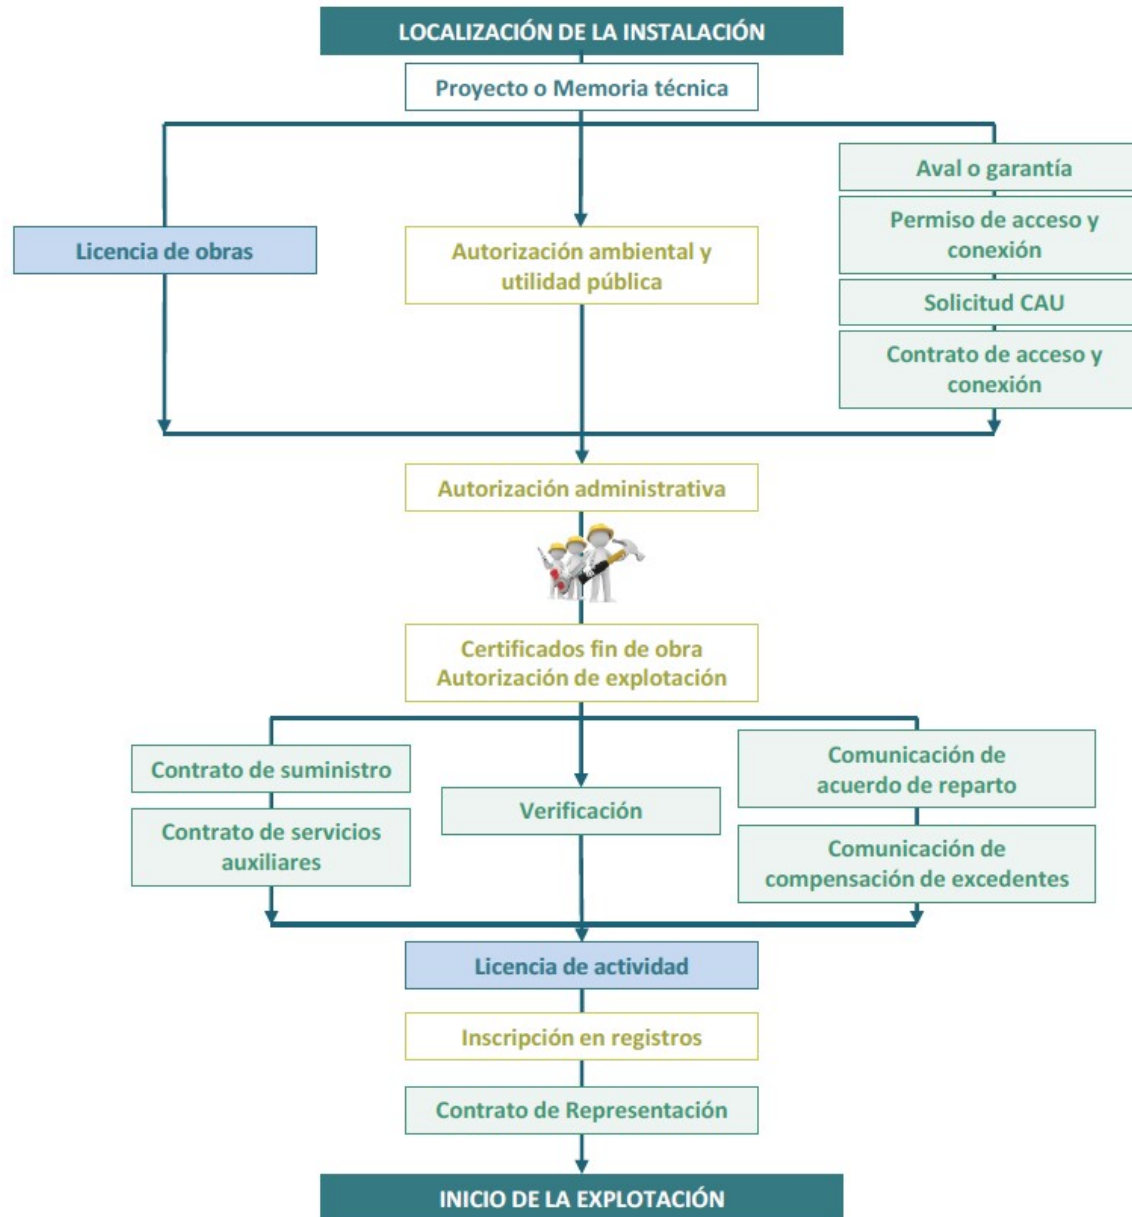 LOCALIZACIÓN DE LA INSTALACIÓN
Proyecto o Memoria técnica
Licencia de obras
Autorización ambiental y
utilidad pública
Aval o garantía
Permiso de acceso y
conexión
Solicitud CAU
Contrato de acceso y
conexión
Autorización administrativa
Certificados fin de obra
Autorización de explotación
Contrato de suministro
Contrato de servicios
auxiliares
Verificación
Comunicación de
acuerdo de reparto
Comunicación de
compensación de excedentes
Licencia de actividad
Inscripción en registros
Contrato de Representación
INICIO DE LA EXPLOTACIÓN